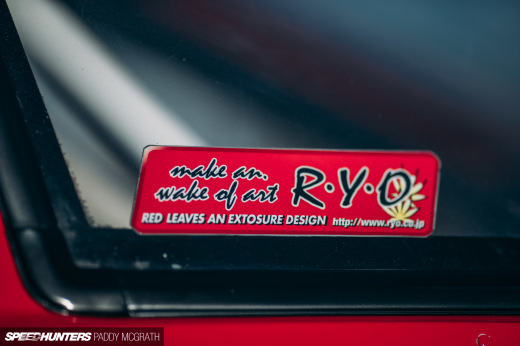 make an.
wake of art
R·Y·O
RED LEAVES AN EXTOSURE DESIGN http://www.ryo.co.jp
SPEEDHUNTERS PADDY MCGRATH